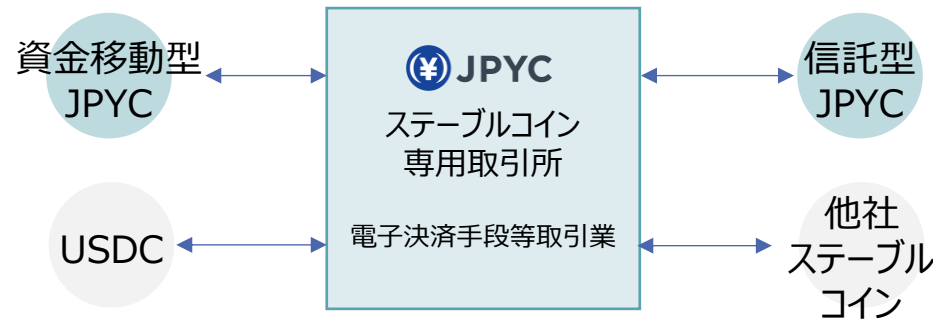 資金移動型
JPYC
JPYC
ステーブルコイン
専用取引所
電子決済手段等取引業
信託型
JPYC
USDC
他社
ステーブル
コイン